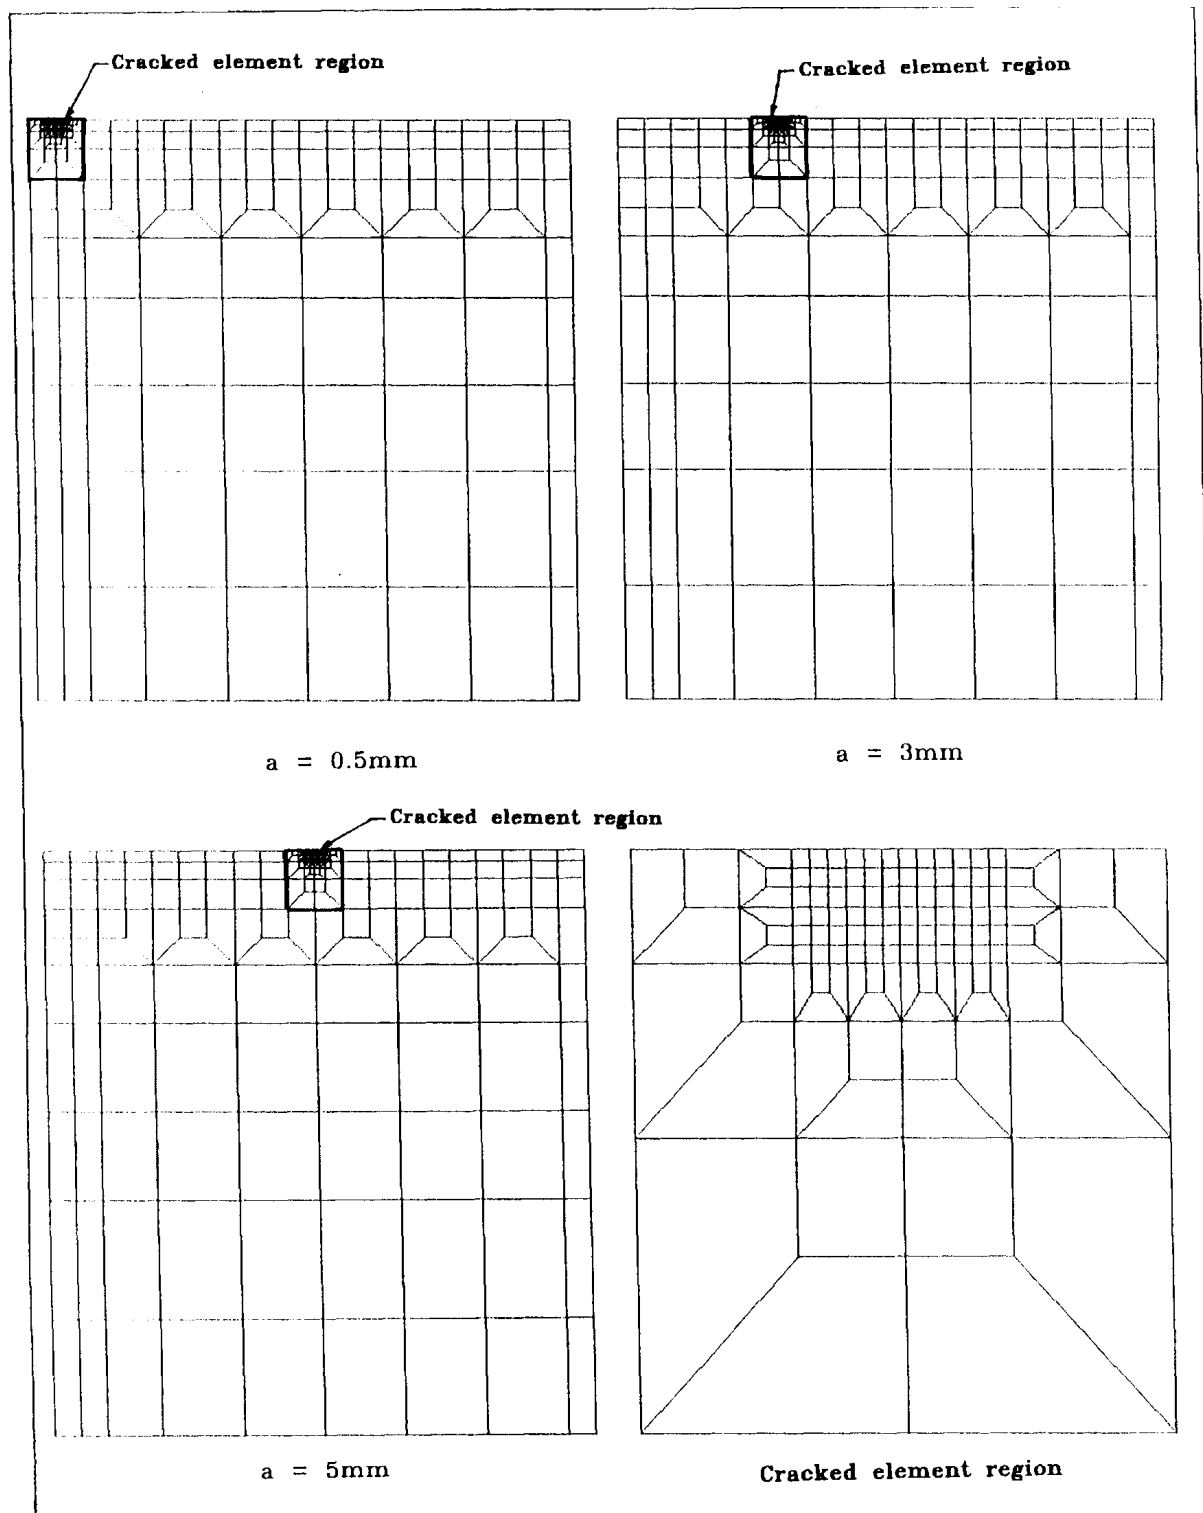 Cracked element region
Cracked element region
a = 0.5mm
a = 3mm
Cracked element region
a = 5mm
Cracked element region